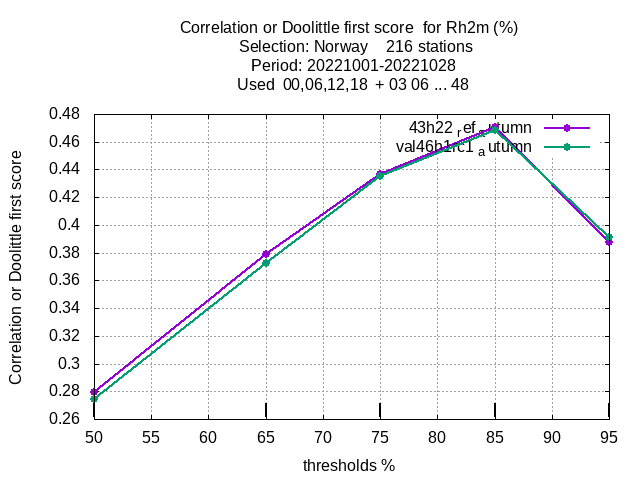 Correlation or Doolittle first score  for Rh2m (%)
Selection: Norway    216 stations
Period: 20221001-20221028
Used  00,06,12,18  + 03 06 ... 48
43h22 ref autumn
val46h1rc1 autumn
Correlation or Doolittle first score
0.48
0.46
0.44
0.42
0.4
0.38
0.36
0.34
0.32
0.3
0.28
0.26
50 55 60 65 70 75 80 85 90 95
thresholds %